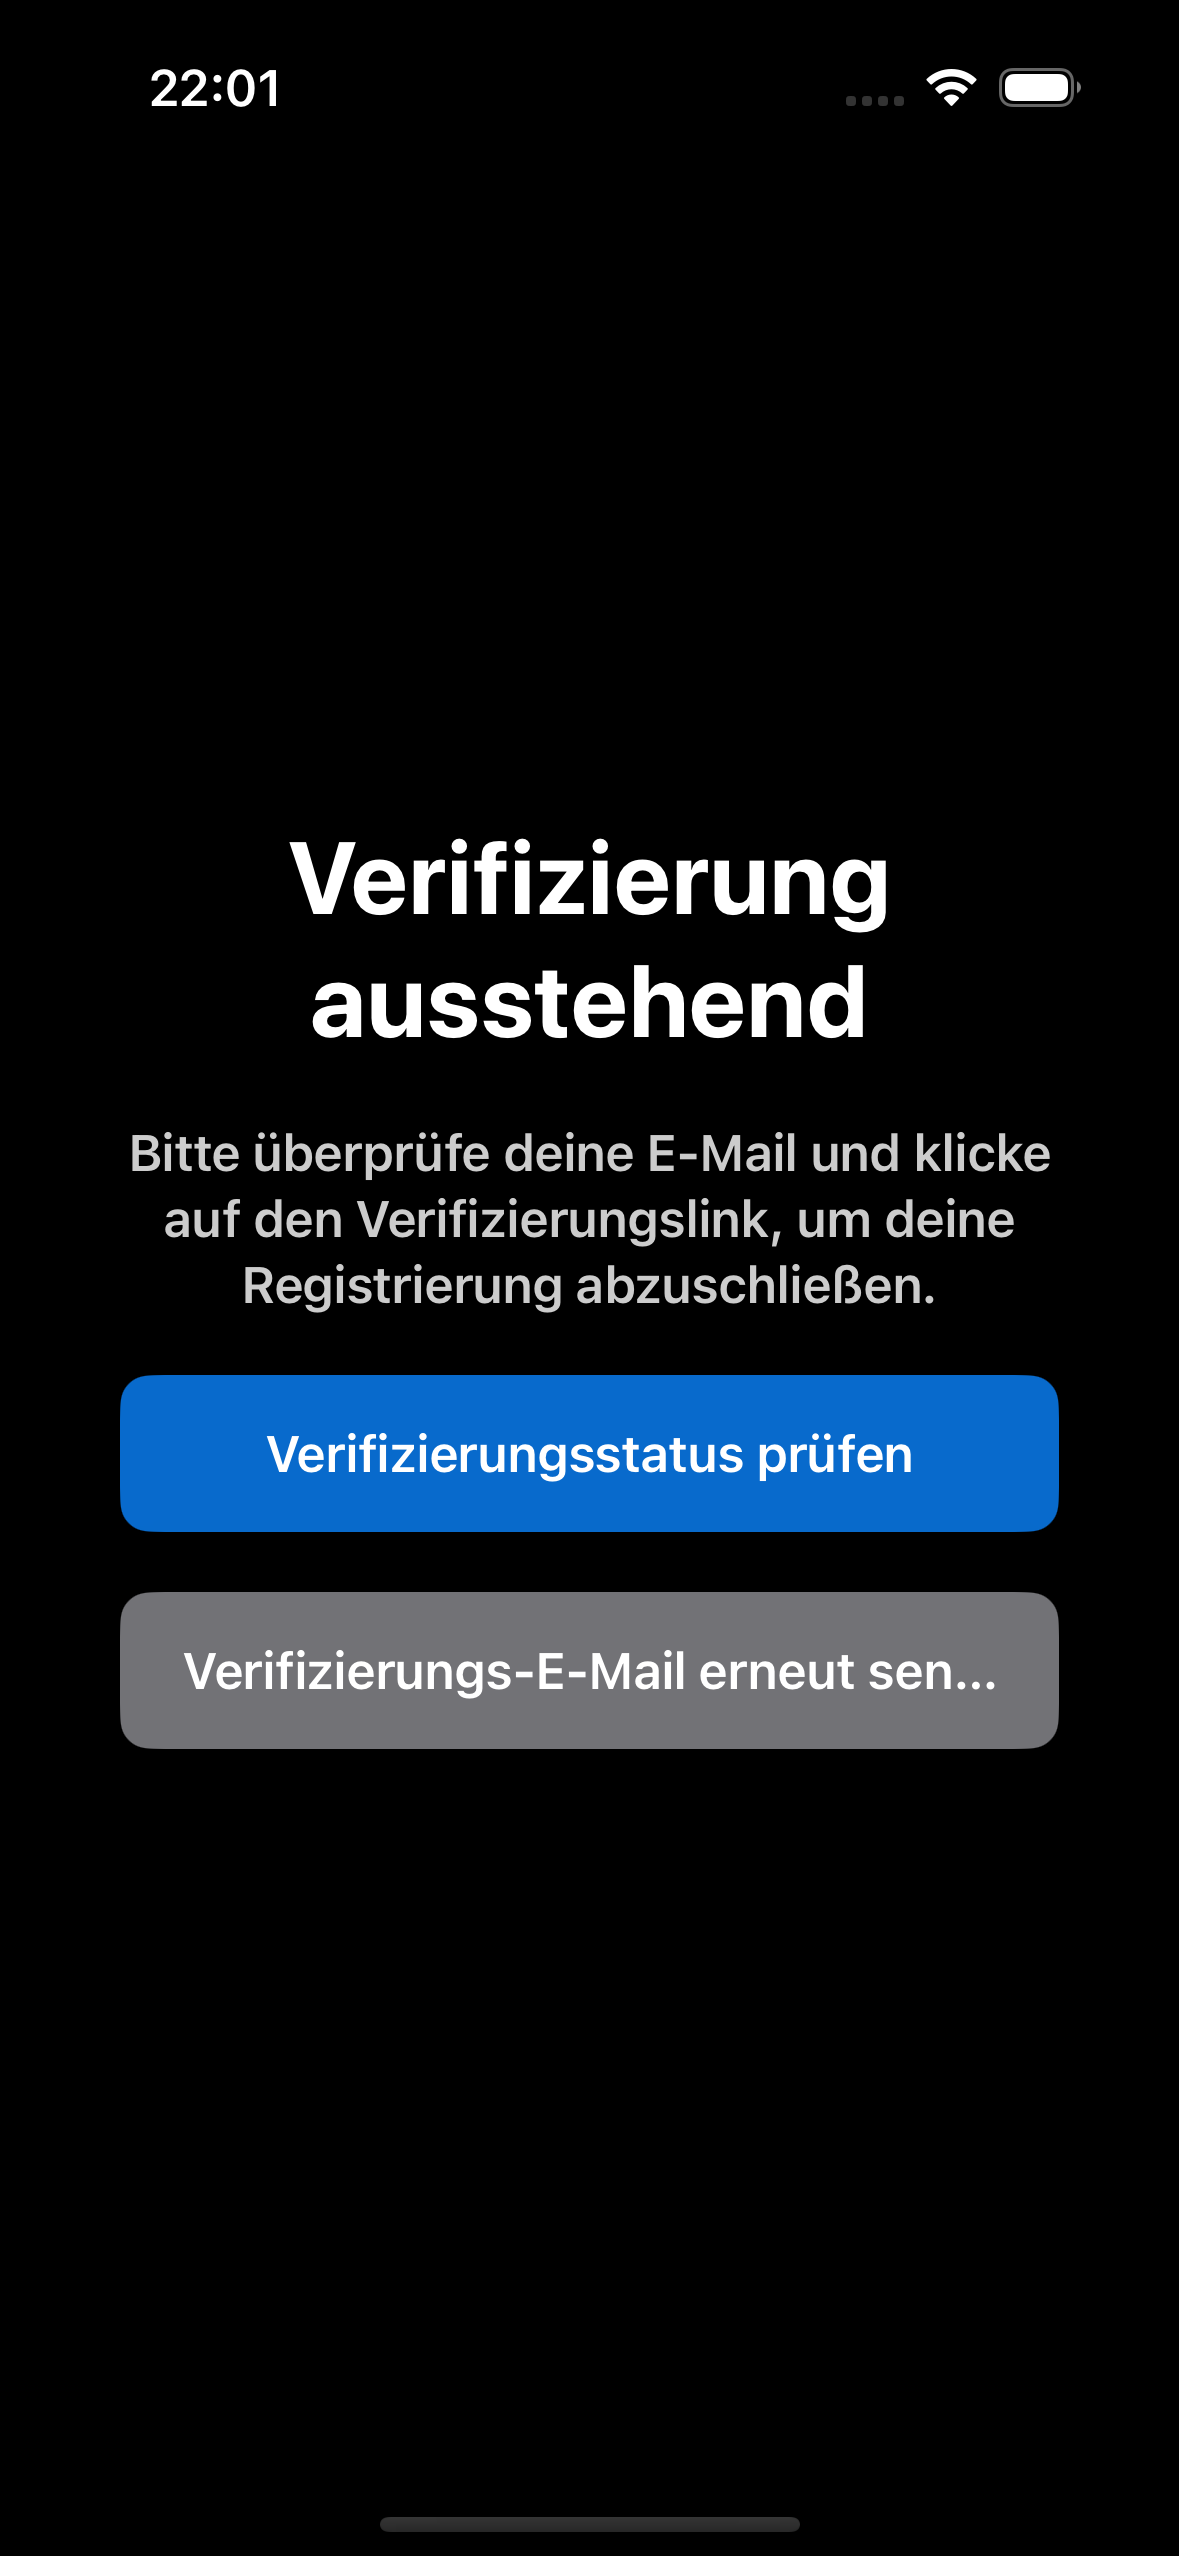 22:01
Verifizierung
ausstehend
Bitte überprüfe deine E-Mail und klicke
auf den Verifizierungslink, um deine
Registrierung abzuschließen.
Verifizierungsstatus prüfen
Verifizierungs-E-Mail erneut sen...